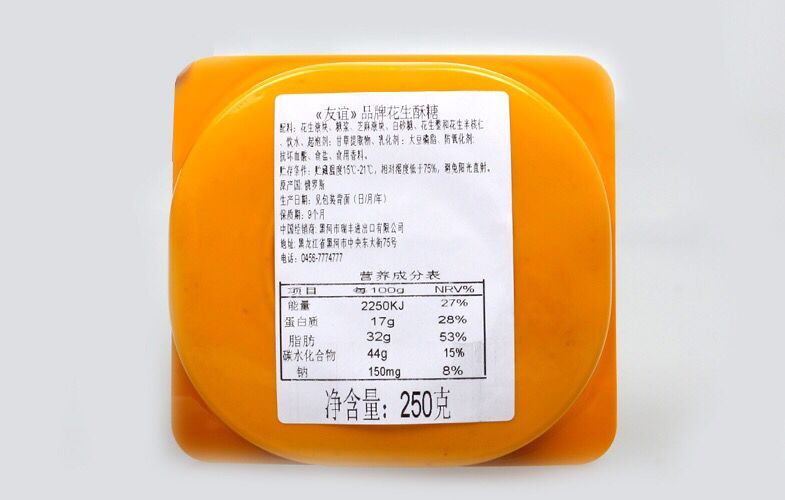 《友谊》品牌花生酥糖
配料：花生浆块、糖浆、芝麻浆块、白砂糖、花生整和花生半核仁
、饮水、起泡剂：甘草提取物、乳化剂：大豆磷脂、防氧化剂：
抗坏血酸、食盐、食用香料。
贮存条件：贮藏温度15℃-21℃，相对湿度低于75%，避免阳光直射。
原产国：俄罗斯
生产日期：见包装背面（日/月/年）
保质期：9个月
中国经销商：黑河市瑞丰进出口有限公司
地址：黑龙江省黑河市中央东大街75号
电话：0456-7774777
营养成分表
项目 每100g NRV%
能量 2250KJ 27%
蛋白质 17g 28%
脂肪 32g 53%
碳水化合物 44g 15%
钠 150mg 8%
净含量：250克